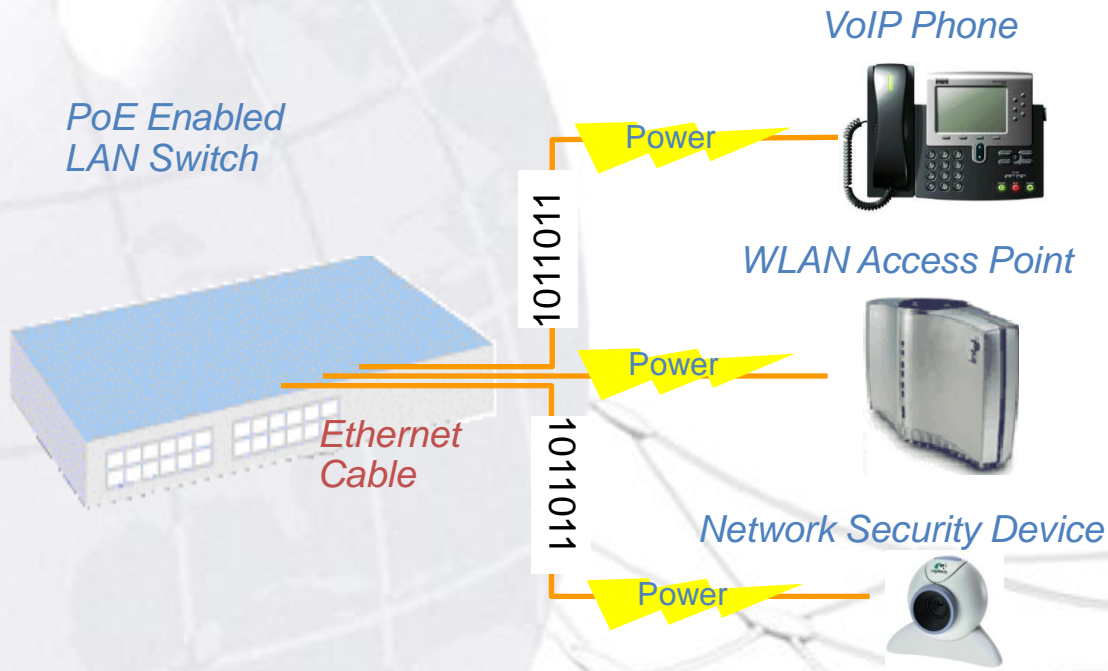 VoIP Phone
PoE Enabled
LAN Switch
Power
1011011
WLAN Access Point
Power
Ethernet
Cable
1011011
Network Security Device
Power